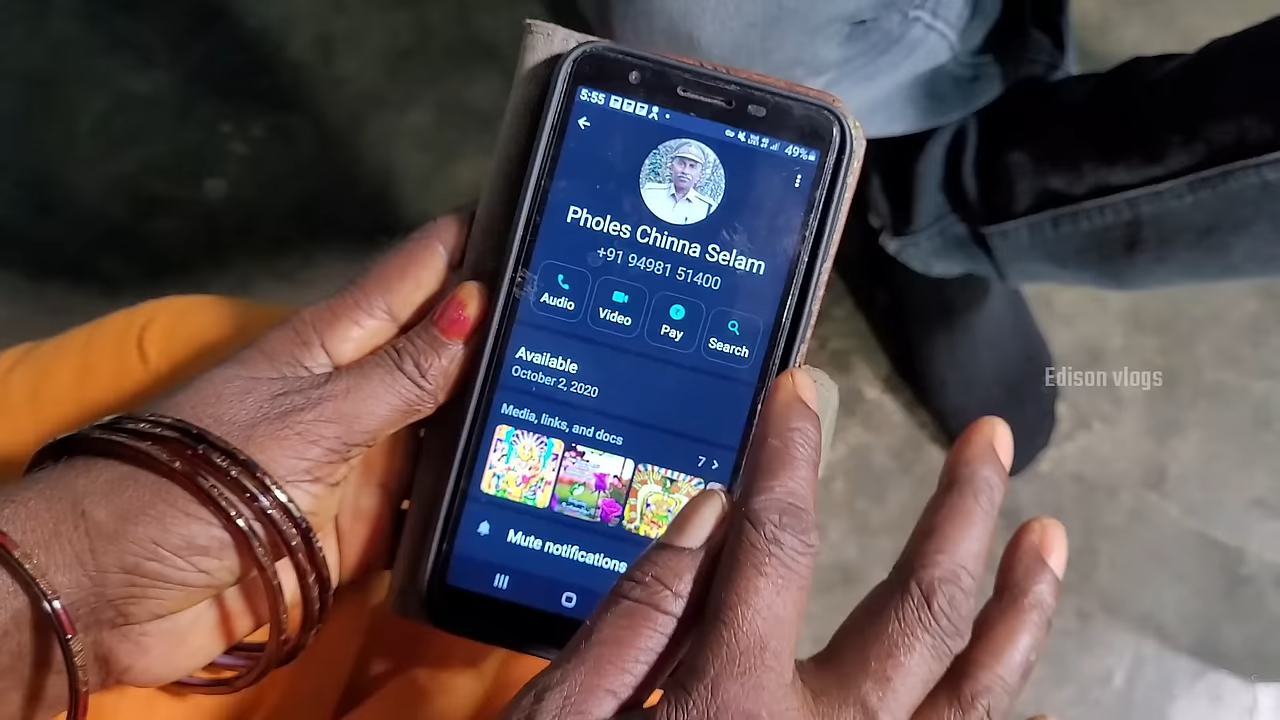 5:55
49%
Pholes Chinna Selam
+91 94981 51400
Audio
Video
Pay
Search
Available
October 2, 2020
Media, links, and docs
7 >
Mute notifications
Edison vlogs